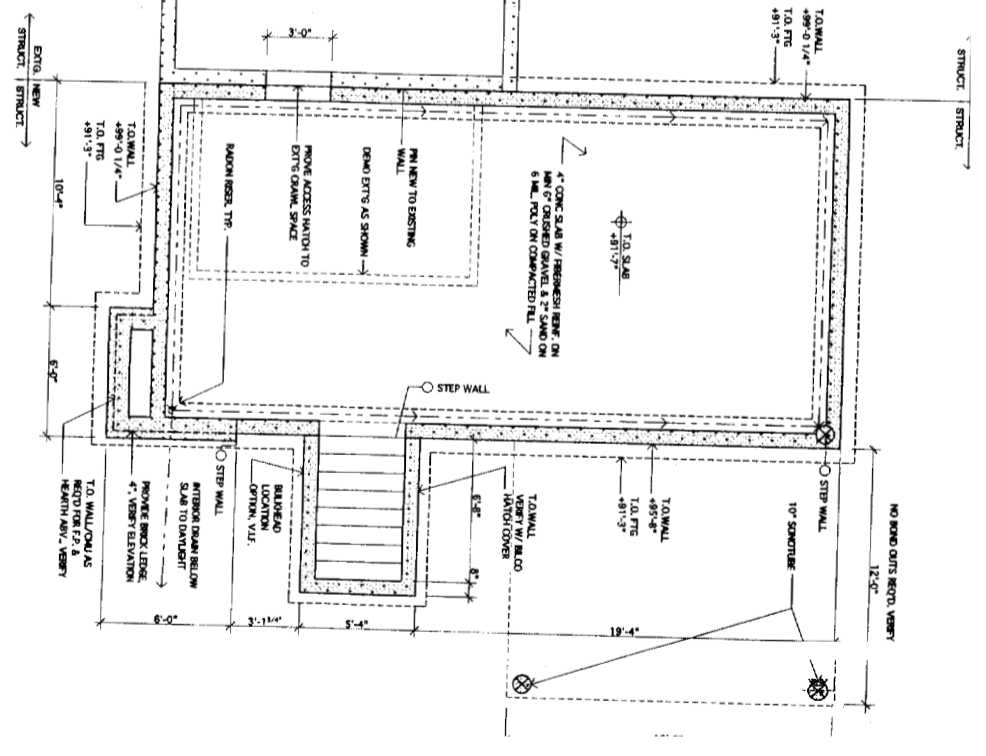 EXT'G. NEW
STRUCT. STRUCT.
3'-0"
T.O.WALL
+99'-0 1/4"
T.O. FTG
+91'-3"
STRUCT. STRUCT.
T.O.WALL
+99'-0 1/4"
T.O. FTG
+91'-3"
10'-4"
6'-0"
RADON RISER, TYP.
PROVE ACCESS HATCH TO
EXT'G CRAWL SPACE
DEMO EXT'G AS SHOWN
PIN NEW TO EXISTING
WALL
4" CONC SLAB W/ FIBERMESH REINF. ON
MIN 6" CRUSHED GRAVEL & 2" SAND ON
6 MIL. POLY ON COMPACTED FILL
T.O. SLAB
+91'-7"
STEP WALL
T.O. WALL/CMU AS
REQ'D FOR F.P. &
HEARTH ABV., VERIFY
PROVIDE BRICK LEDGE
4", VERIFY ELEVATION
INTERIOR DRAIN BELOW
SLAB TO DAYLIGHT
STEP WALL
BULKHEAD
LOCATION
OPTION, V.I.F.
6'-8"
8"
T.O.WALL
VERIFY W/ BILCO
HATCH COVER
T.O.WALL
+95'-8"
T.O. FTG
+91'-3"
10" SONOTUBE
STEP WALL
12'-0"
NO BOND OUTS REQ'D, VERIFY
6'-0"
3'-1 3/4"
5'-4"
19'-4"